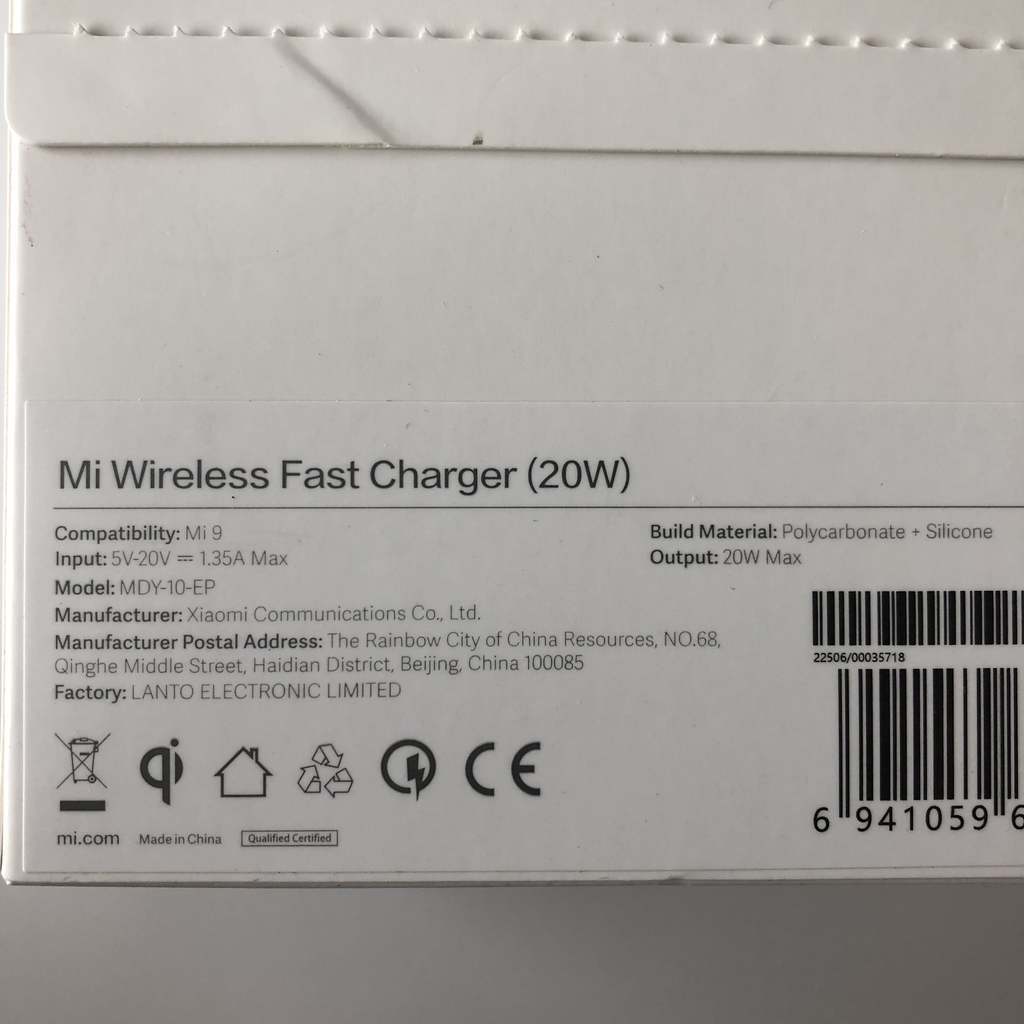 Mi Wireless Fast Charger (20W)
Compatibility: Mi 9
Build Material: Polycarbonate + Silicone
Input: 5V-20V ⎓ 1.35A Max
Output: 20W Max
Model: MDY-10-EP
Manufacturer: Xiaomi Communications Co., Ltd.
Manufacturer Postal Address: The Rainbow City of China Resources, NO.68,
Qinghe Middle Street, Haidian District, Beijing, China 100085
Factory: LANTO ELECTRONIC LIMITED
22506/00035718
qi
CE
6 941059 6
mi.com Made in China Qualified Certified